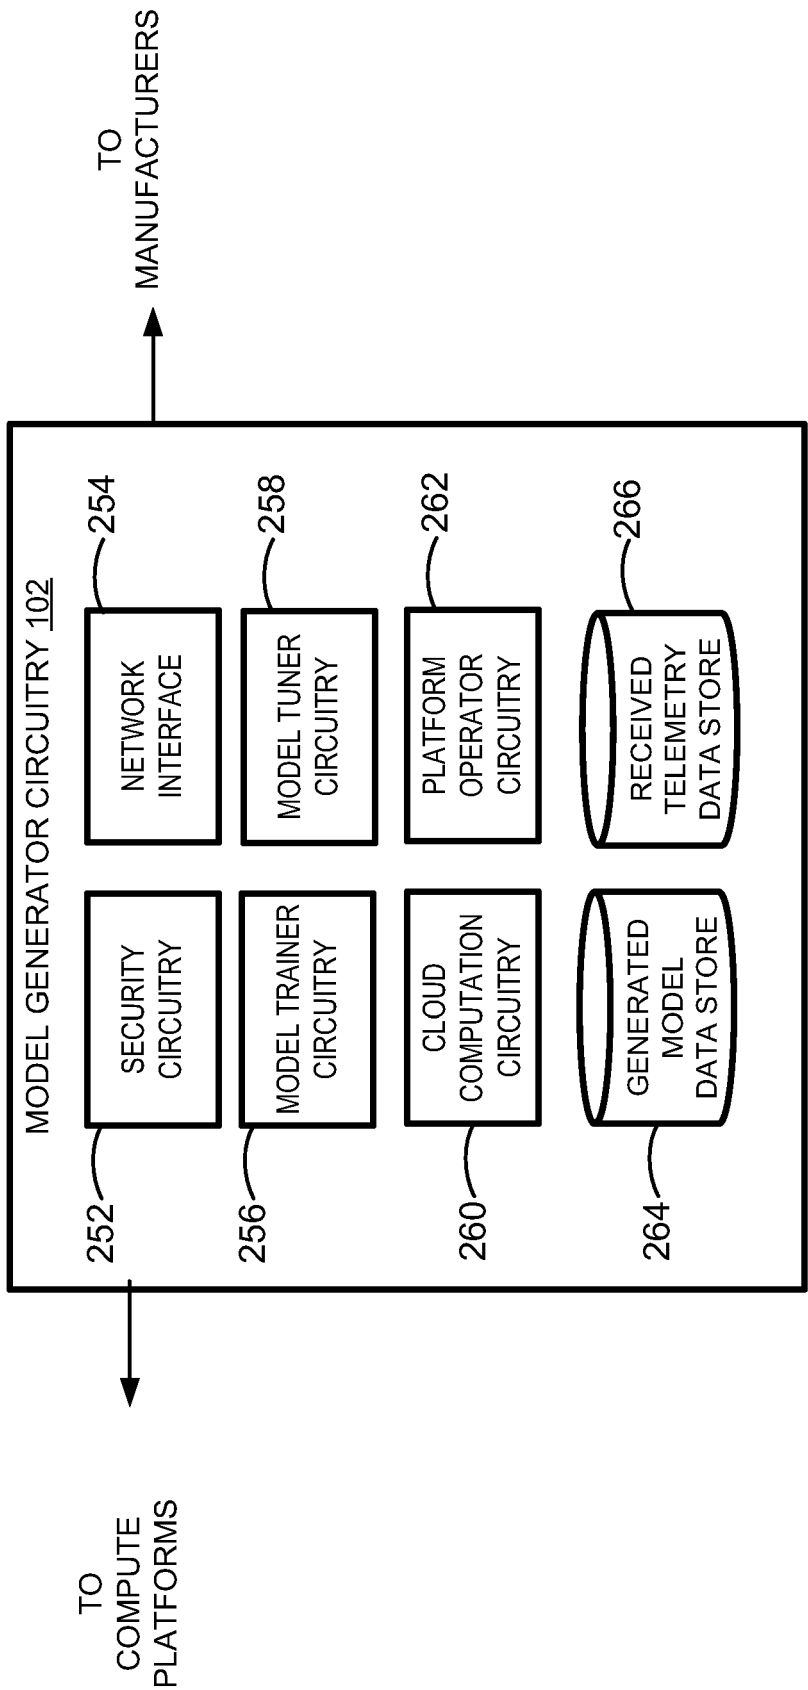 MODEL GENERATOR CIRCUITRY 102
252
SECURITY
CIRCUITRY
NETWORK
INTERFACE
254
TO
COMPUTE
PLATFORMS
TO
MANUFACTURERS
256
MODEL TRAINER
CIRCUITRY
MODEL TUNER
CIRCUITRY
258
260
CLOUD
COMPUTATION
CIRCUITRY
PLATFORM
OPERATOR
CIRCUITRY
262
264
GENERATED
MODEL
DATA STORE
RECEIVED
TELEMETRY
DATA STORE
266